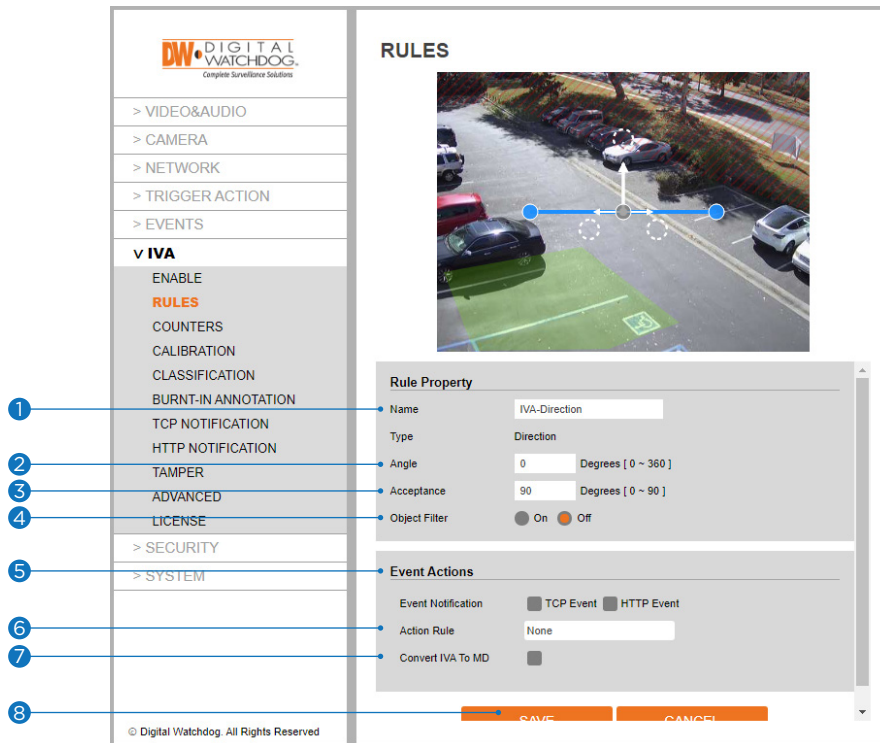 DW DIGITAL
WATCHDOG®
Complete Surveillance Solutions
> VIDEO&AUDIO
> CAMERA
> NETWORK
> TRIGGER ACTION
> EVENTS
v IVA
ENABLE
RULES
COUNTERS
CALIBRATION
CLASSIFICATION
BURNT-IN ANNOTATION
TCP NOTIFICATION
HTTP NOTIFICATION
TAMPER
ADVANCED
LICENSE
> SECURITY
> SYSTEM
© Digital Watchdog. All Rights Reserved
RULES
Rule Property
1 Name IVA-Direction
Type Direction
2 Angle 0 Degrees [ 0 ~ 360 ]
3 Acceptance 90 Degrees [ 0 ~ 90 ]
4 Object Filter On Off
5 Event Actions
Event Notification TCP Event HTTP Event
6 Action Rule None
7 Convert IVA To MD
8 SAVE CANCEL